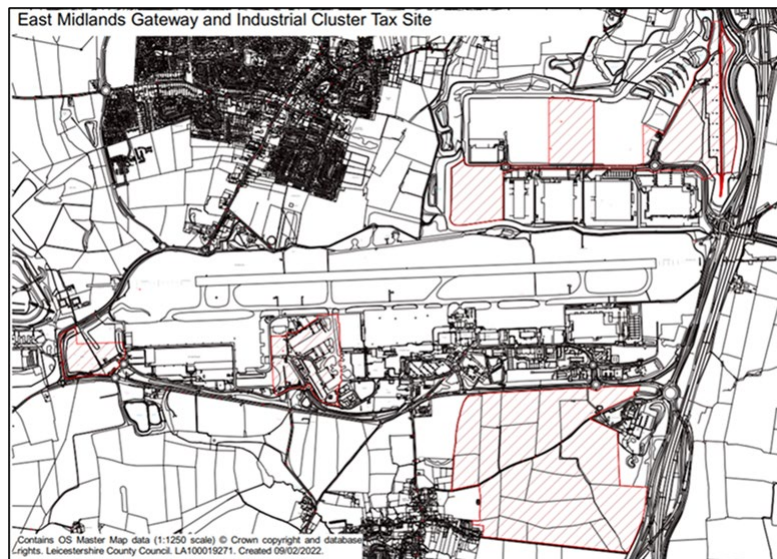 East Midlands Gateway and Industrial Cluster Tax Site
Contains OS Master Map data (1:1250 scale) © Crown copyright and database
rights. Leicestershire County Council. LA100019271. Created 09/02/2022.